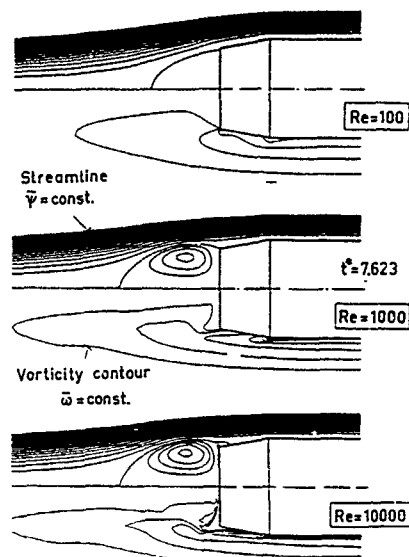 Re=100
Streamline
ψ̄=const.
t*=7.623
Re=1000
Vorticity contour
ω̄=const.
Re=10000